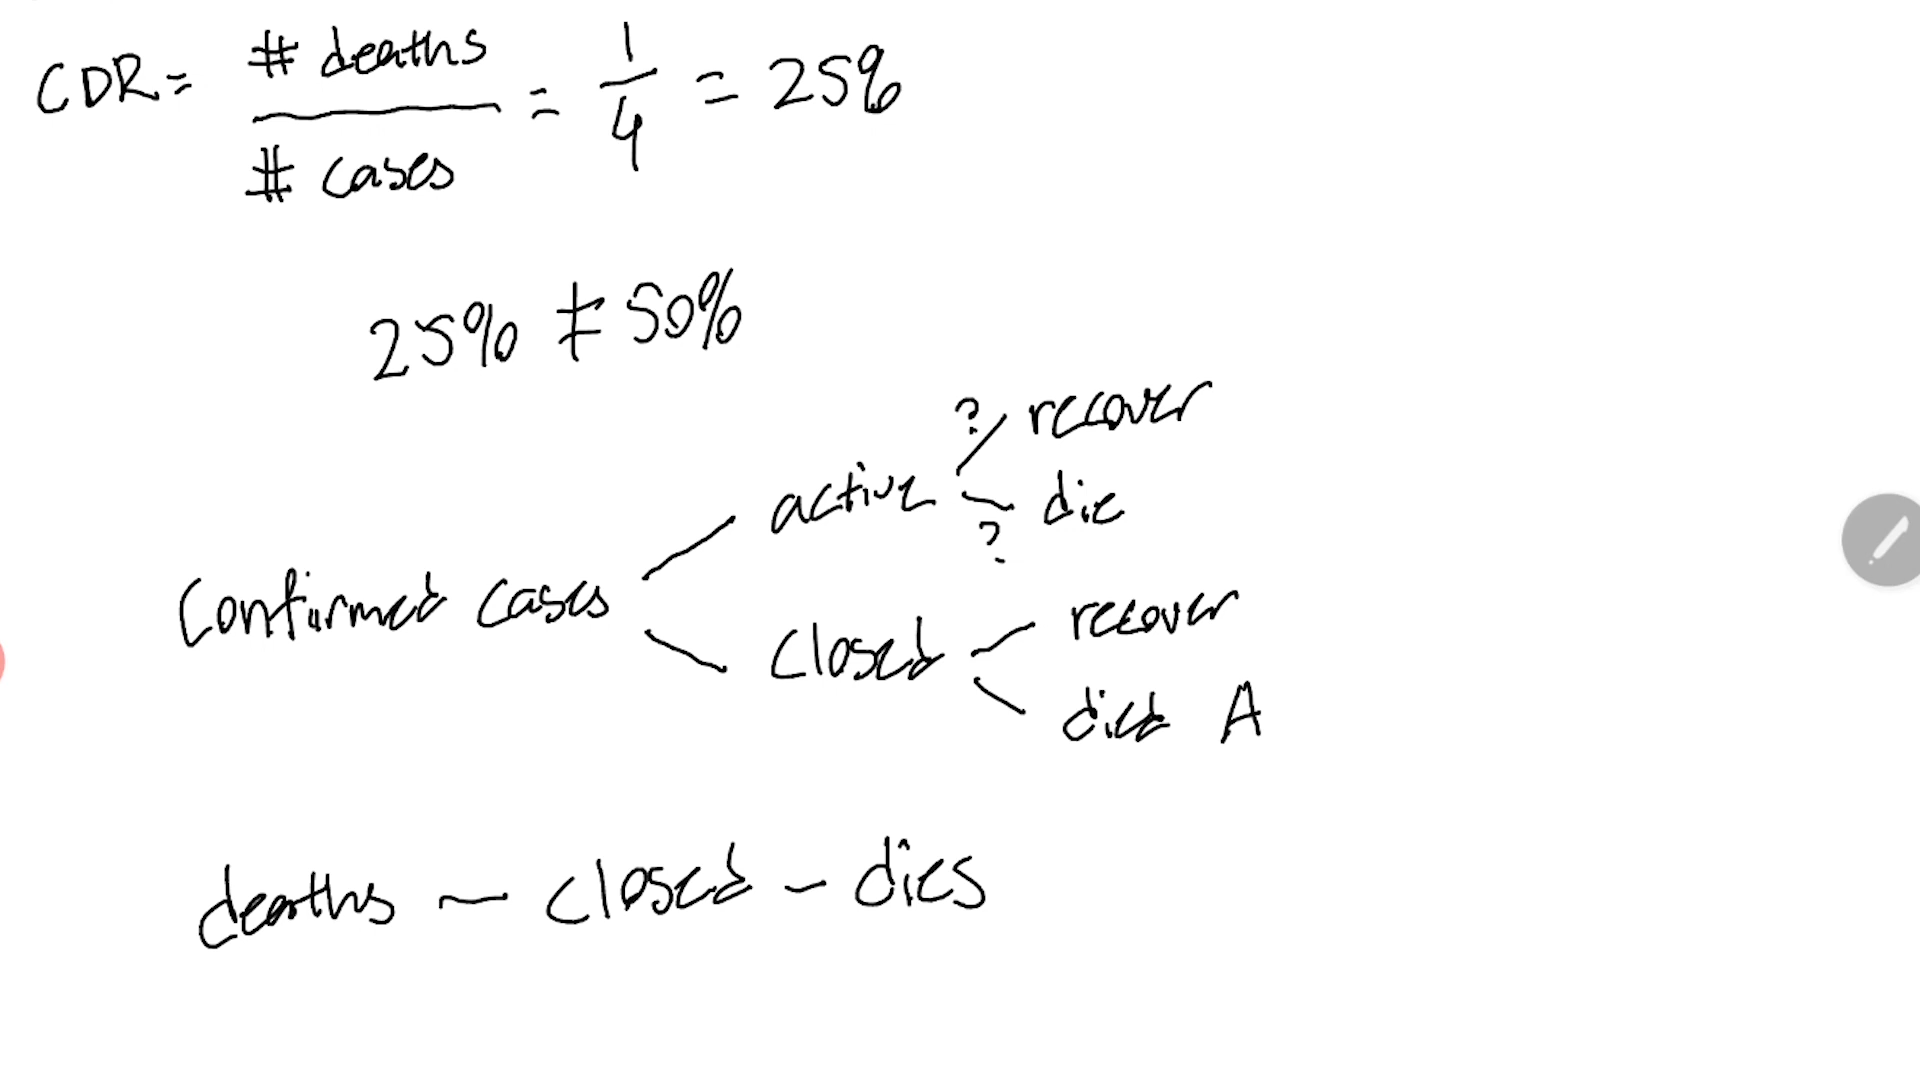 CDR = # deaths / # cases = 1/4 = 25%
25% ≠ 50%
? recover
active
die
?
Confirmed cases
closed
recover
died A
deaths - closed - dies